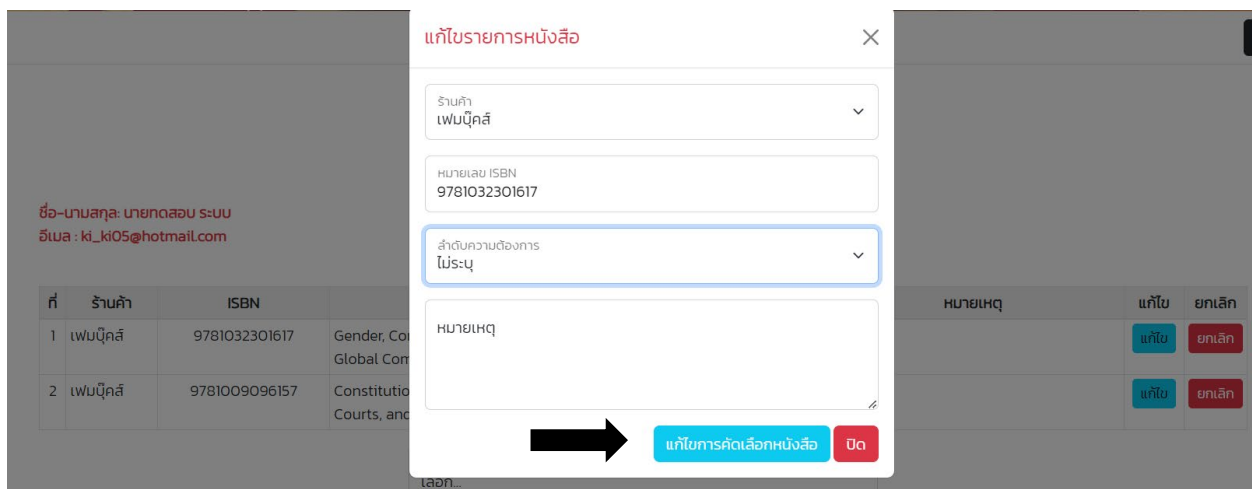 แก้ไขรายการหนังสือ
ร้านค้า
เฟมบุ๊คส์
หมายเลข ISBN
9781032301617
ลำดับความต้องการ
ไม่ระบุ
หมายเหตุ
แก้ไขการคัดเลือกหนังสือ ปิด
ชื่อ-นามสกุล: นายทดสอบ ระบบ
อีเมล : ki_ki05@hotmail.com
ที่ ร้านค้า ISBN หมายเหตุ แก้ไข ยกเลิก
1 เฟมบุ๊คส์ 9781032301617 Gender, แก้ไข ยกเลิก
Global
2 เฟมบุ๊คส์ 9781009096157 Constitutio แก้ไข ยกเลิก
Courts, and
เลือก...